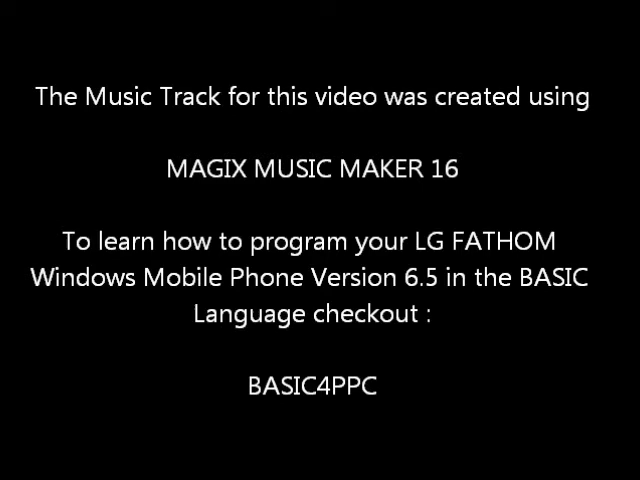 The Music Track for this video was created using
MAGIX MUSIC MAKER 16
To learn how to program your LG FATHOM
Windows Mobile Phone Version 6.5 in the BASIC
Language checkout :
BASIC4PPC